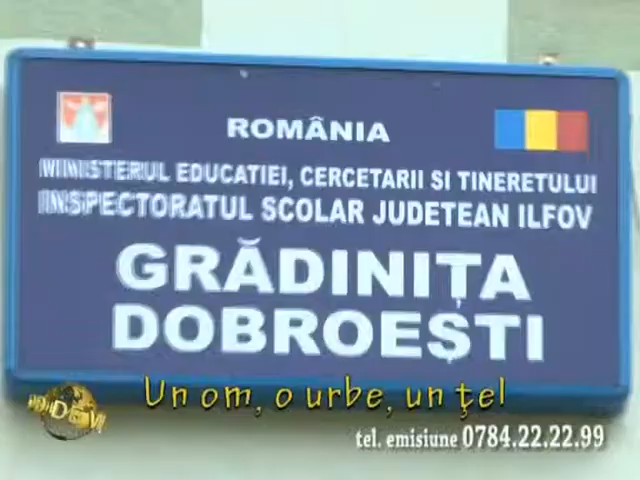 ROMÂNIA
MINISTERUL EDUCATIEI, CERCETARII SI TINERETULUI
INSPECTORATUL SCOLAR JUDETEAN ILFOV
GRĂDINIȚA
DOBROEȘTI
Un om, o urbe, un ţel
tel. emisiune 0784.22.22.99